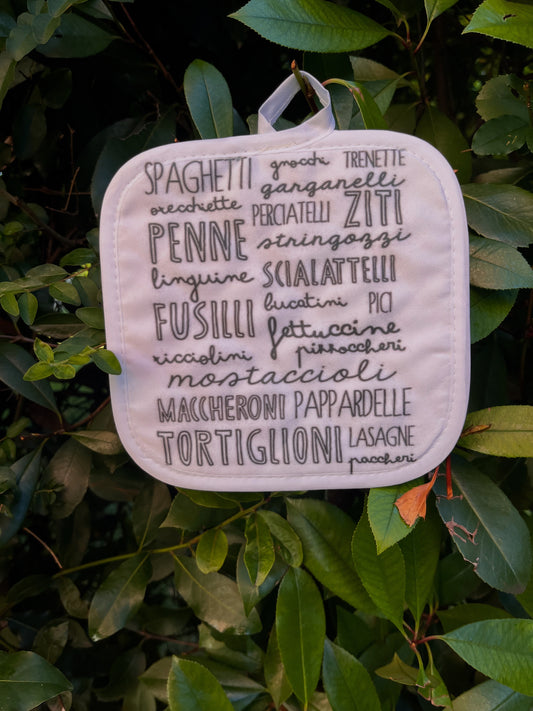 SPAGHETTI gnocchi TRENETTE
garganelli
orecchiette PERCIATELLI ZITI
PENNE stringozzi
linguine SCIALATTELLI
FUSILLI bucatini PICI
fettuccine
ricciolini pizzoccheri
mostaccioli
MACCHERONI PAPPARDELLE
TORTIGLIONI LASAGNE
paccheri